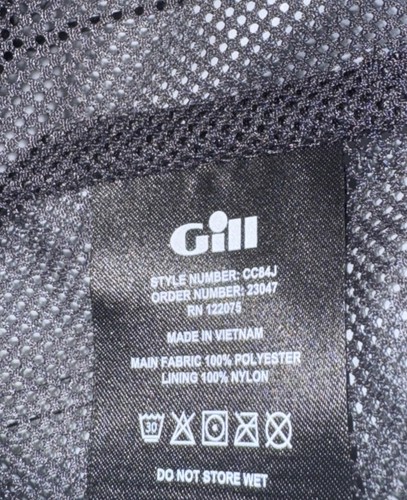 Gill
STYLE NUMBER: CC84J
ORDER NUMBER: 23047
RN 122075
MADE IN VIETNAM
MAIN FABRIC 100% POLYESTER
LINING 100% NYLON
30
DO NOT STORE WET